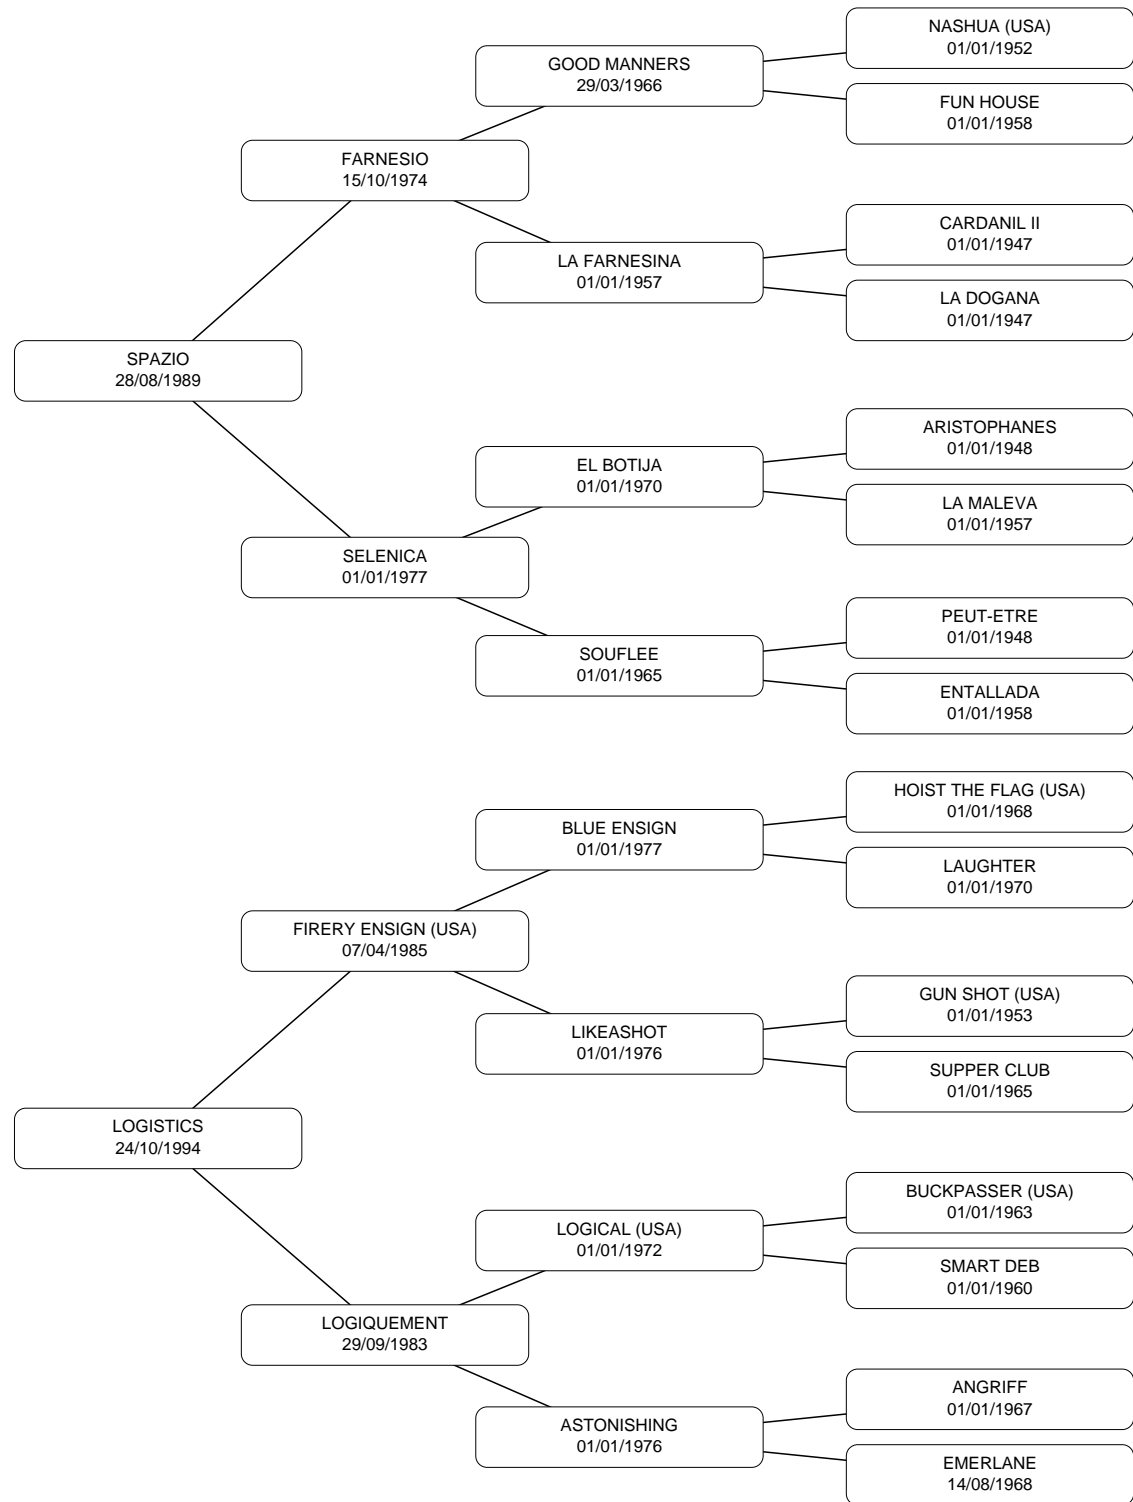 NASHUA (USA)
01/01/1952
GOOD MANNERS
29/03/1966
FUN HOUSE
01/01/1958
FARNESIO
15/10/1974
CARDANIL II
01/01/1947
LA FARNESINA
01/01/1957
LA DOGANA
01/01/1947
SPAZIO
28/08/1989
ARISTOPHANES
01/01/1948
EL BOTIJA
01/01/1970
LA MALEVA
01/01/1957
SELENICA
01/01/1977
PEUT-ETRE
01/01/1948
SOUFLEE
01/01/1965
ENTALLADA
01/01/1958
HOIST THE FLAG (USA)
01/01/1968
BLUE ENSIGN
01/01/1977
LAUGHTER
01/01/1970
FIRERY ENSIGN (USA)
07/04/1985
GUN SHOT (USA)
01/01/1953
LIKEASHOT
01/01/1976
SUPPER CLUB
01/01/1965
LOGISTICS
24/10/1994
BUCKPASSER (USA)
01/01/1963
LOGICAL (USA)
01/01/1972
SMART DEB
01/01/1960
LOGIQUEMENT
29/09/1983
ANGRIFF
01/01/1967
ASTONISHING
01/01/1976
EMERLANE
14/08/1968